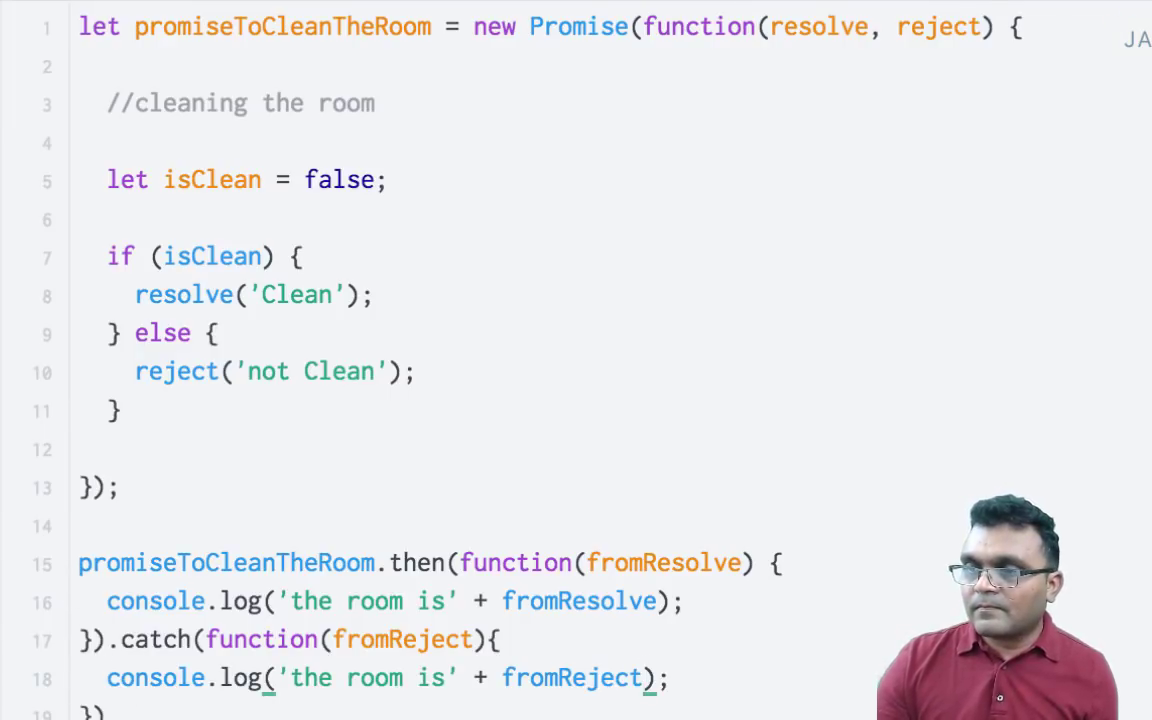 1 let promiseToCleanTheRoom = new Promise(function(resolve, reject) {
JA
2
3 //cleaning the room
4
5 let isClean = false;
6
7 if (isClean) {
8 resolve('Clean');
9 } else {
10 reject('not Clean');
11 }
12
13 });
14
15 promiseToCleanTheRoom.then(function(fromResolve) {
16 console.log('the room is' + fromResolve);
17 }).catch(function(fromReject){
18 console.log('the room is' + fromReject);
19 })